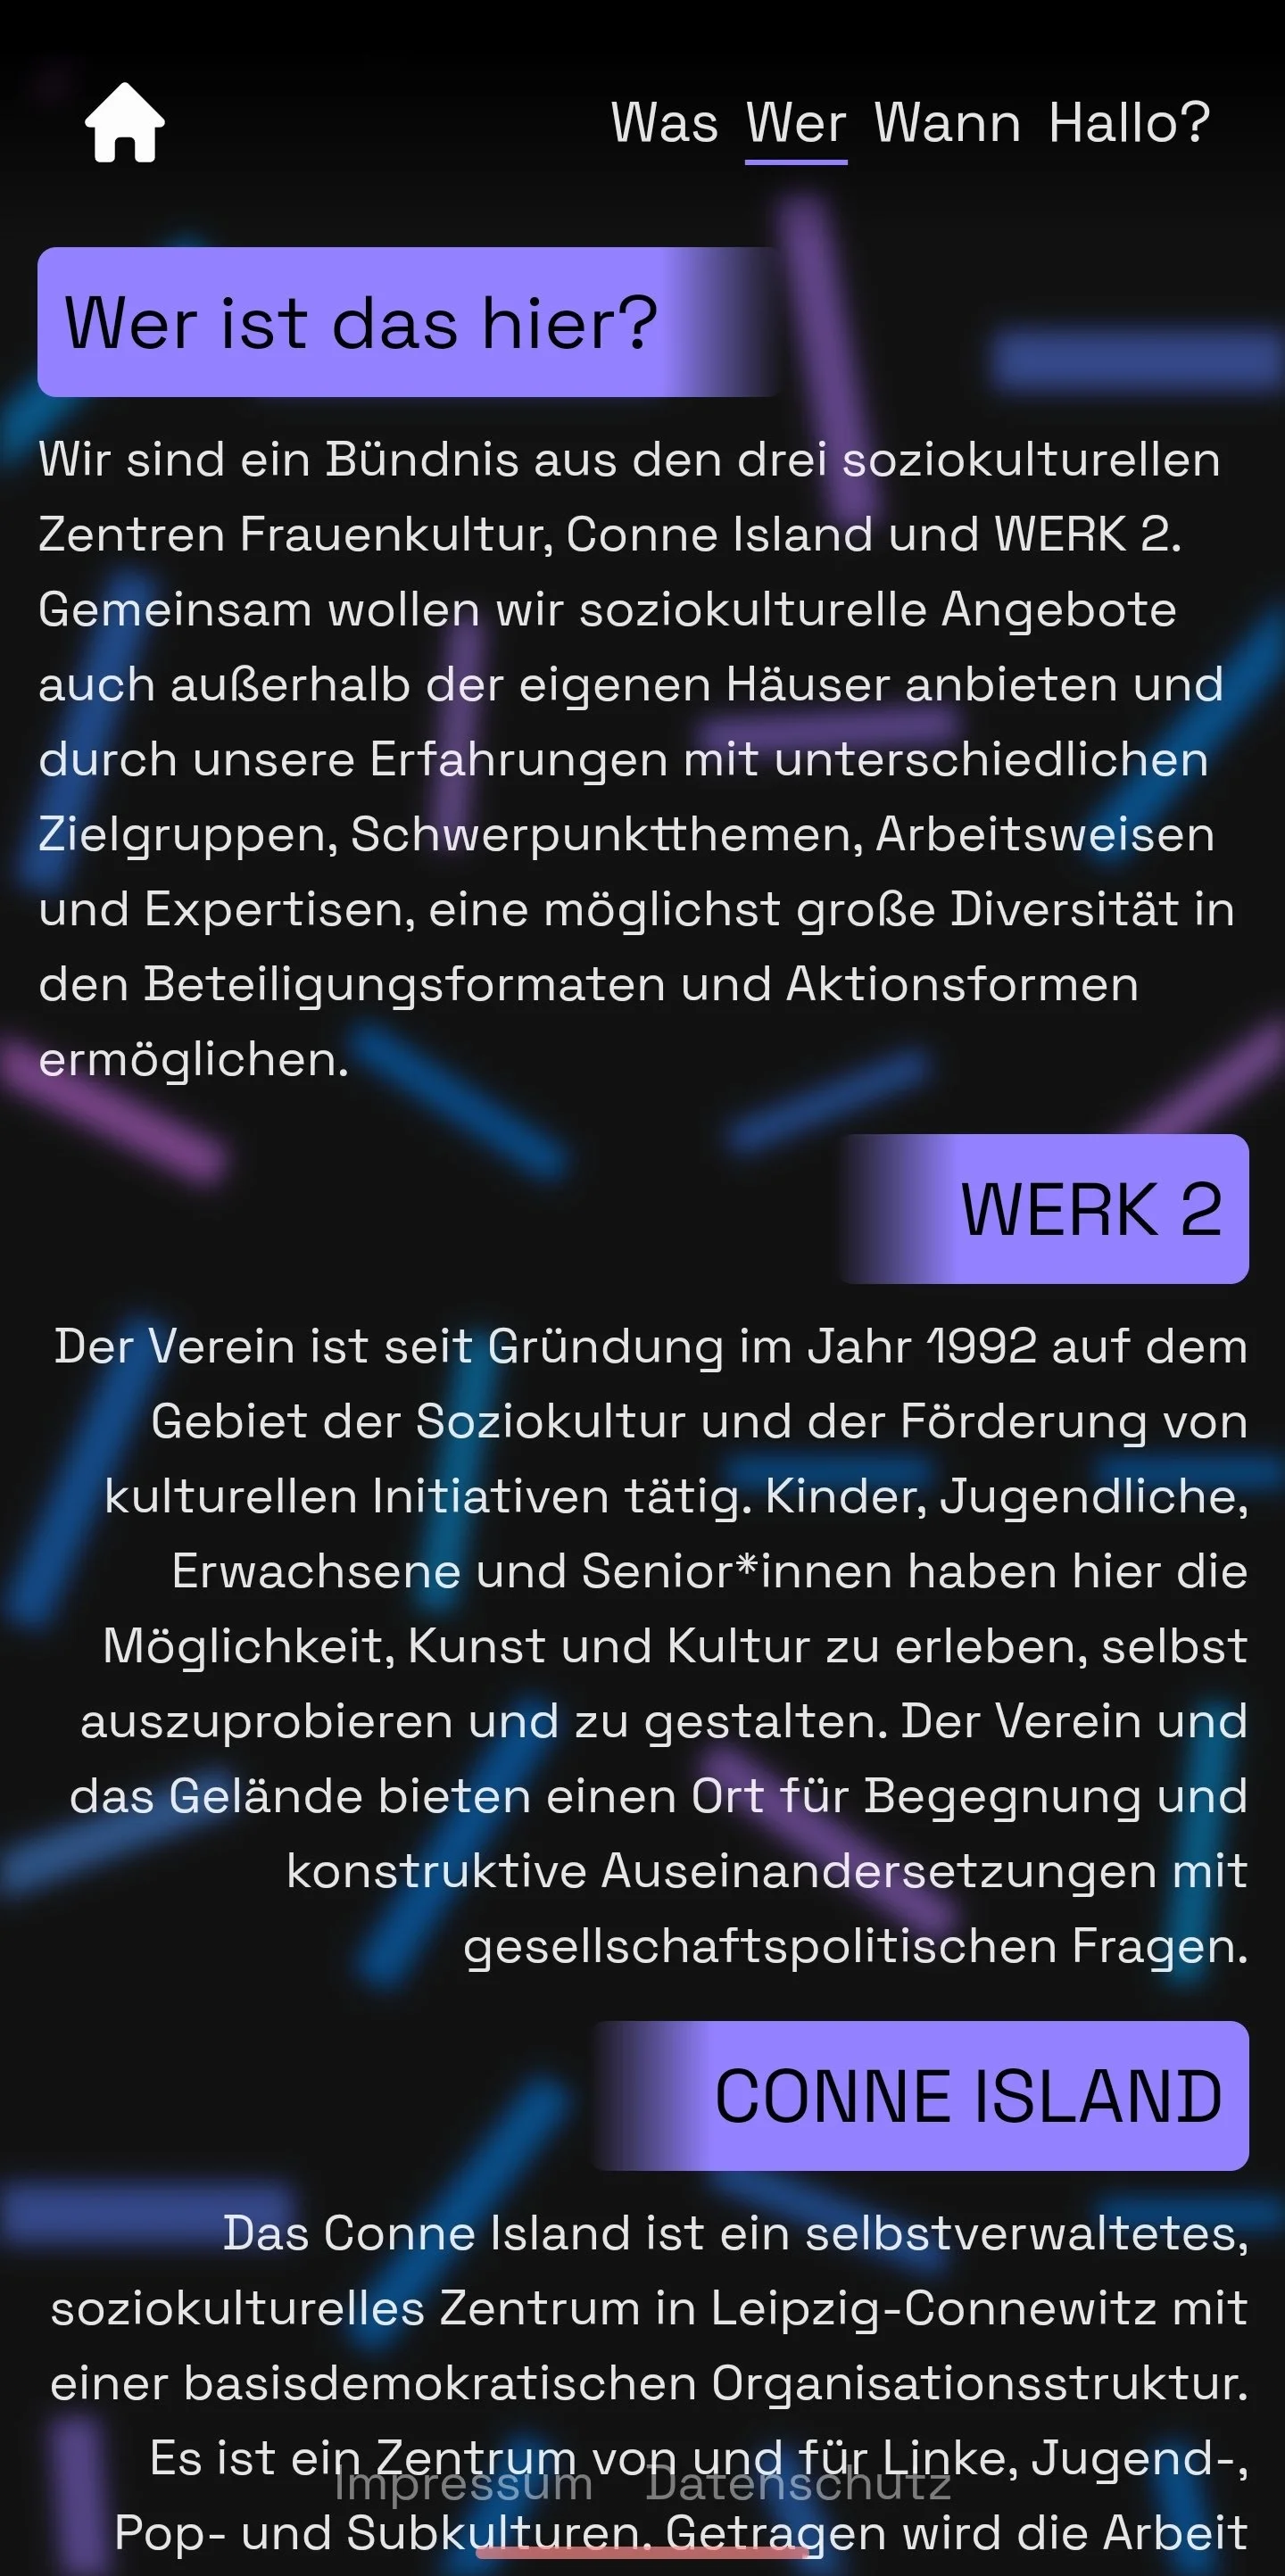 Was Wer Wann Hallo?
Wer ist das hier?
Wir sind ein Bündnis aus den drei soziokulturellen
Zentren Frauenkultur, Conne Island und WERK 2.
Gemeinsam wollen wir soziokulturelle Angebote
auch außerhalb der eigenen Häuser anbieten und
durch unsere Erfahrungen mit unterschiedlichen
Zielgruppen, Schwerpunktthemen, Arbeitsweisen
und Expertisen, eine möglichst große Diversität in
den Beteiligungsformaten und Aktionsformen
ermöglichen.
WERK 2
Der Verein ist seit Gründung im Jahr 1992 auf dem
Gebiet der Soziokultur und der Förderung von
kulturellen Initiativen tätig. Kinder, Jugendliche,
Erwachsene und Senior*innen haben hier die
Möglichkeit, Kunst und Kultur zu erleben, selbst
auszuprobieren und zu gestalten. Der Verein und
das Gelände bieten einen Ort für Begegnung und
konstruktive Auseinandersetzungen mit
gesellschaftspolitischen Fragen.
CONNE ISLAND
Das Conne Island ist ein selbstverwaltetes,
soziokulturelles Zentrum in Leipzig-Connewitz mit
einer basisdemokratischen Organisationsstruktur.
Es ist ein Zentrum von und für Linke, Jugend-,
Impressum Datenschutz
Pop- und Subkulturen. Getragen wird die Arbeit